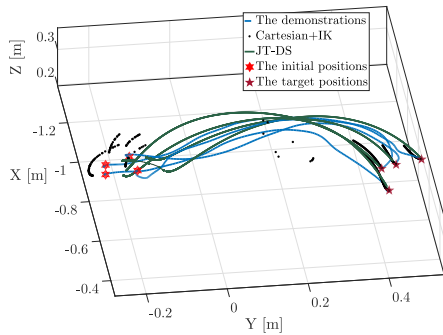 0.3
Z [m]
0.2
The demonstrations
Cartesian+IK
JT-DS
The initial positions
The target positions
-1.2
X [m]
-1
-0.8
-0.6
-0.4
-0.2
0
0.2
0.4
Y [m]